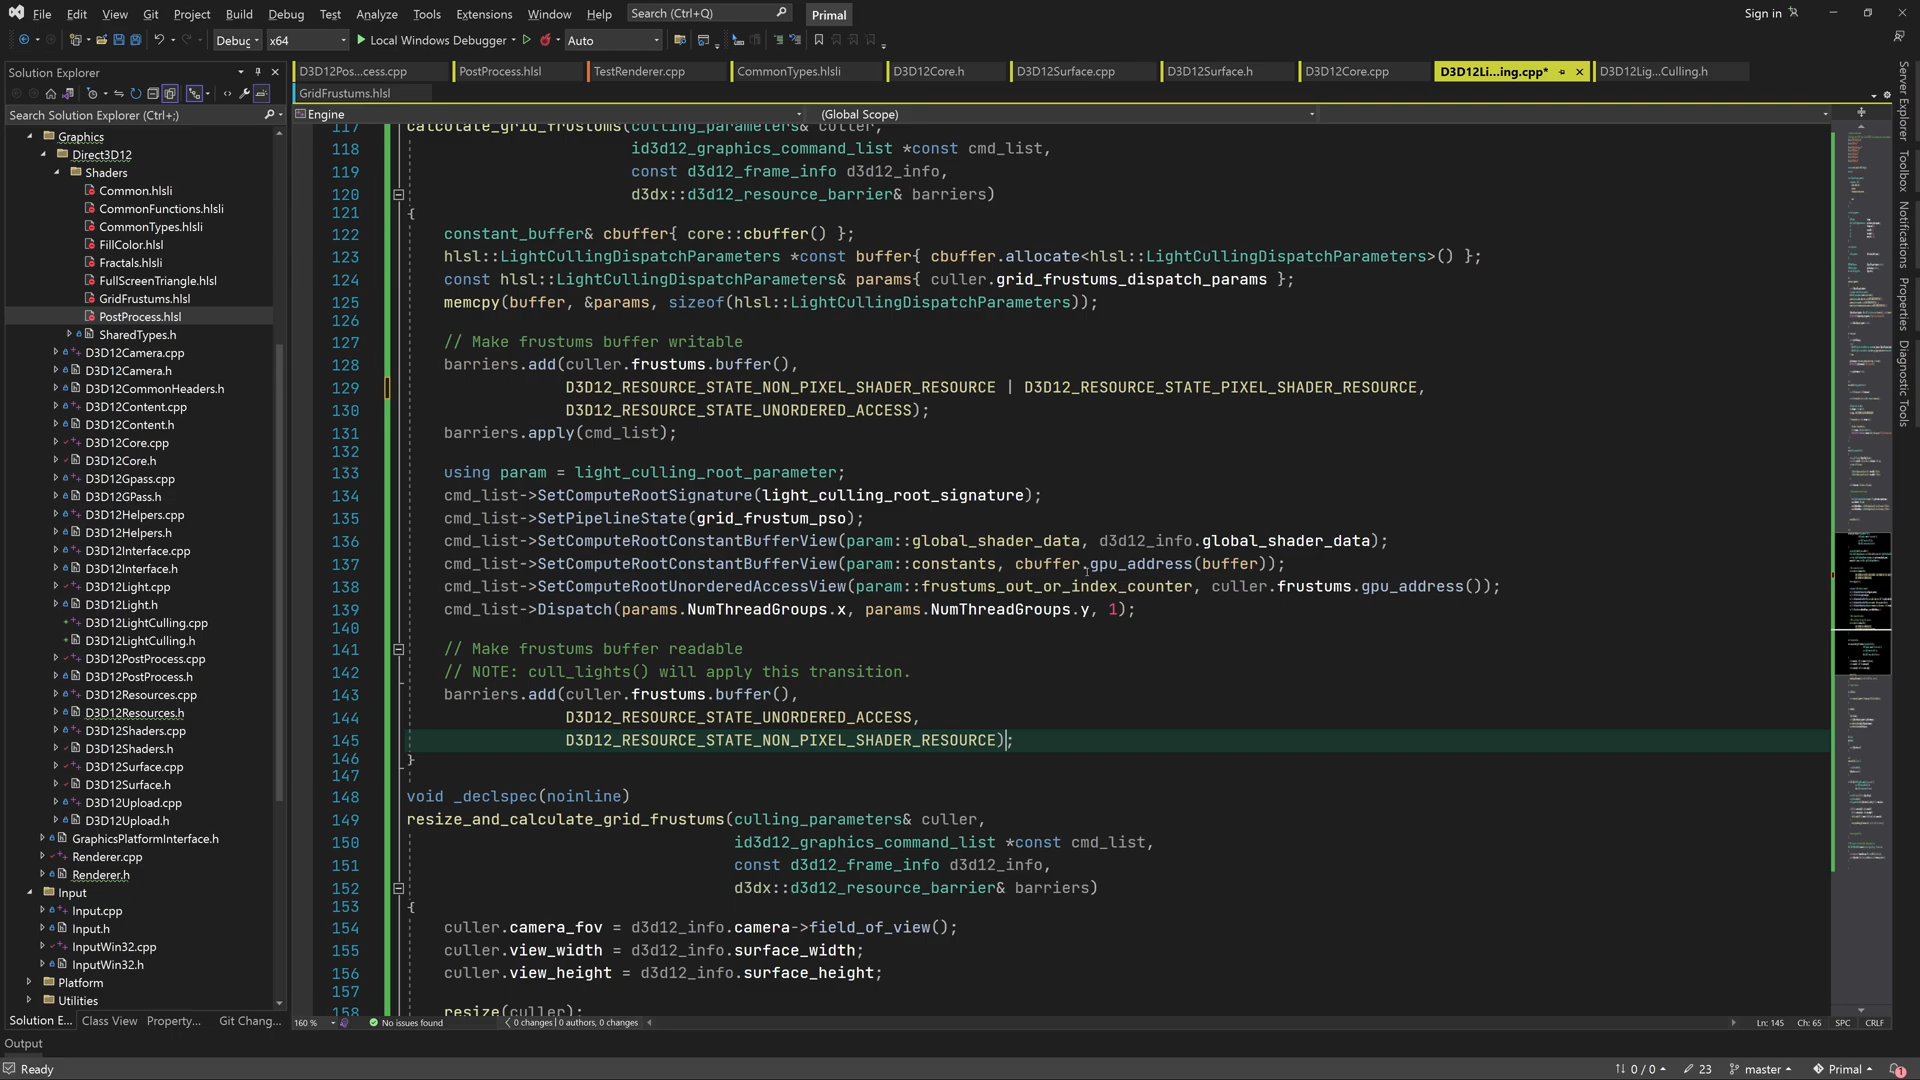 File Edit View Git Project Build Debug Test Analyze Tools Extensions Window Help Search (Ctrl+Q) Primal Sign in
Debug x64 Local Windows Debugger Auto
Solution Explorer
D3D12Pos...cess.cpp PostProcess.hlsl TestRenderer.cpp CommonTypes.hlsli D3D12Core.h D3D12Surface.cpp D3D12Surface.h D3D12Core.cpp D3D12Li...ing.cpp* D3D12Lig...Culling.h
GridFrustums.hlsl
Search Solution Explorer (Ctrl+;)
Engine (Global Scope)
Graphics
Direct3D12
Shaders
Common.hlsli
CommonFunctions.hlsli
CommonTypes.hlsli
FillColor.hlsl
Fractals.hlsli
FullScreenTriangle.hlsl
GridFrustums.hlsl
PostProcess.hlsl
SharedTypes.h
D3D12Camera.cpp
D3D12Camera.h
D3D12CommonHeaders.h
D3D12Content.cpp
D3D12Content.h
D3D12Core.cpp
D3D12Core.h
D3D12Gpass.cpp
D3D12GPass.h
D3D12Helpers.cpp
D3D12Helpers.h
D3D12Interface.cpp
D3D12Interface.h
D3D12Light.cpp
D3D12Light.h
D3D12LightCulling.cpp
D3D12LightCulling.h
D3D12PostProcess.cpp
D3D12PostProcess.h
D3D12Resources.cpp
D3D12Resources.h
D3D12Shaders.cpp
D3D12Shaders.h
D3D12Surface.cpp
D3D12Surface.h
D3D12Upload.cpp
D3D12Upload.h
GraphicsPlatformInterface.h
Renderer.cpp
Renderer.h
Input
Input.cpp
Input.h
InputWin32.cpp
InputWin32.h
Platform
Utilities
Solution E... Class View Property... Git Chang...
117 calculate_grid_frustums(culling_parameters& culler,
118 id3d12_graphics_command_list *const cmd_list,
119 const d3d12_frame_info d3d12_info,
120 d3dx::d3d12_resource_barrier& barriers)
121 {
122 constant_buffer& cbuffer{ core::cbuffer() };
123 hlsl::LightCullingDispatchParameters *const buffer{ cbuffer.allocate<hlsl::LightCullingDispatchParameters>() };
124 const hlsl::LightCullingDispatchParameters& params{ culler.grid_frustums_dispatch_params };
125 memcpy(buffer, &params, sizeof(hlsl::LightCullingDispatchParameters));
126
127 // Make frustums buffer writable
128 barriers.add(culler.frustums.buffer(),
129 D3D12_RESOURCE_STATE_NON_PIXEL_SHADER_RESOURCE | D3D12_RESOURCE_STATE_PIXEL_SHADER_RESOURCE,
130 D3D12_RESOURCE_STATE_UNORDERED_ACCESS);
131 barriers.apply(cmd_list);
132
133 using param = light_culling_root_parameter;
134 cmd_list->SetComputeRootSignature(light_culling_root_signature);
135 cmd_list->SetPipelineState(grid_frustum_pso);
136 cmd_list->SetComputeRootConstantBufferView(param::global_shader_data, d3d12_info.global_shader_data);
137 cmd_list->SetComputeRootConstantBufferView(param::constants, cbuffer.gpu_address(buffer));
138 cmd_list->SetComputeRootUnorderedAccessView(param::frustums_out_or_index_counter, culler.frustums.gpu_address());
139 cmd_list->Dispatch(params.NumThreadGroups.x, params.NumThreadGroups.y, 1);
140
141 // Make frustums buffer readable
142 // NOTE: cull_lights() will apply this transition.
143 barriers.add(culler.frustums.buffer(),
144 D3D12_RESOURCE_STATE_UNORDERED_ACCESS,
145 D3D12_RESOURCE_STATE_NON_PIXEL_SHADER_RESOURCE);
146 }
147
148 void _declspec(noinline)
149 resize_and_calculate_grid_frustums(culling_parameters& culler,
150 id3d12_graphics_command_list *const cmd_list,
151 const d3d12_frame_info d3d12_info,
152 d3dx::d3d12_resource_barrier& barriers)
153 {
154 culler.camera_fov = d3d12_info.camera->field_of_view();
155 culler.view_width = d3d12_info.surface_width;
156 culler.view_height = d3d12_info.surface_height;
157
158 resize(culler);
160 % No issues found 0 changes | 0 authors, 0 changes Ln: 145 Ch: 65 SPC CRLF
Server Explorer
Toolbox
Notifications
Properties
Diagnostic Tools
Output
Ready 0 / 0 23 master Primal 1